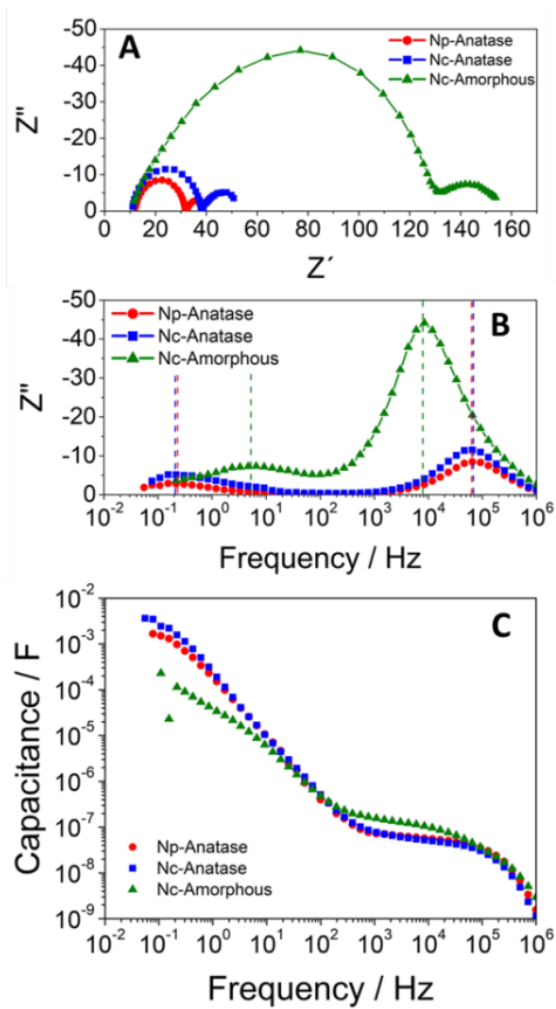 A
Np-Anatase
Nc-Anatase
Nc-Amorphous
Z"
-50
-40
-30
-20
-10
0
0 20 40 60 80 100 120 140 160
Z´
B
Np-Anatase
Nc-Anatase
Nc-Amorphous
Z"
-50
-40
-30
-20
-10
0
10-2 10-1 100 101 102 103 104 105 106
Frequency / Hz
C
Capacitance / F
10-2
10-3
10-4
10-5
10-6
10-7
10-8
10-9
Np-Anatase
Nc-Anatase
Nc-Amorphous
10-2 10-1 100 101 102 103 104 105 106
Frequency / Hz